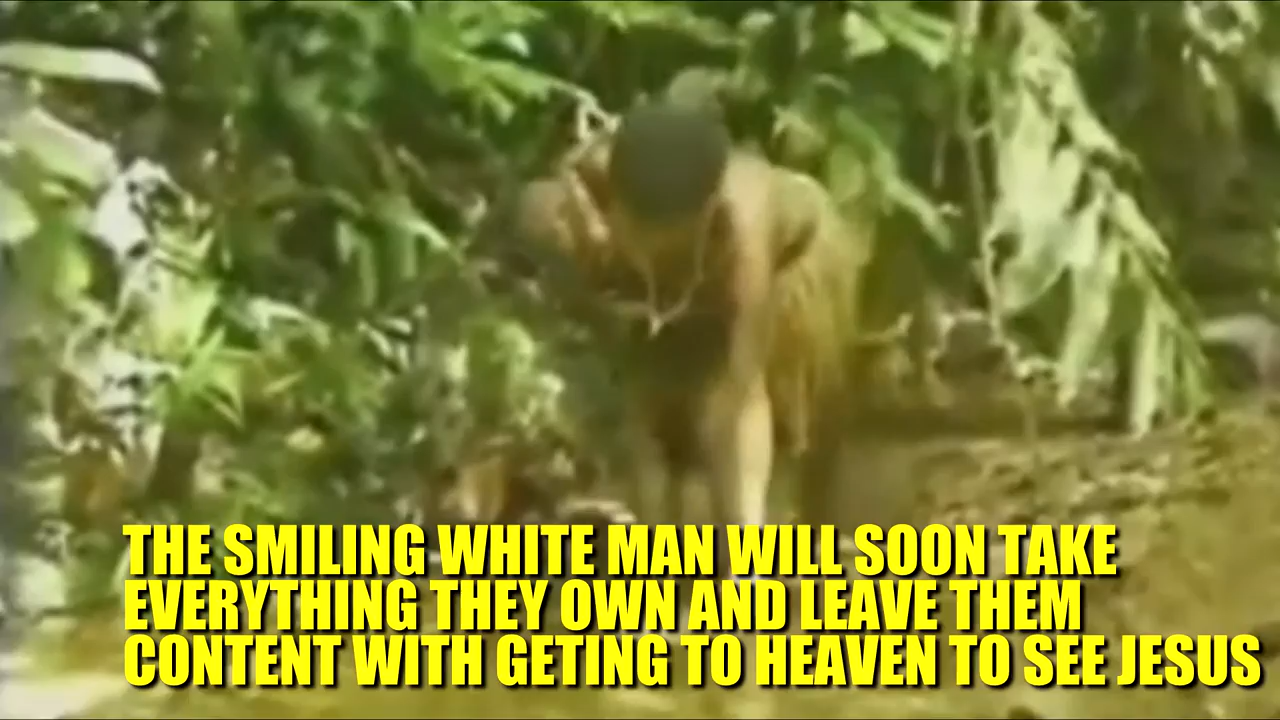 THE SMILING WHITE MAN WILL SOON TAKE
EVERYTHING THEY OWN AND LEAVE THEM
CONTENT WITH GETING TO HEAVEN TO SEE JESUS